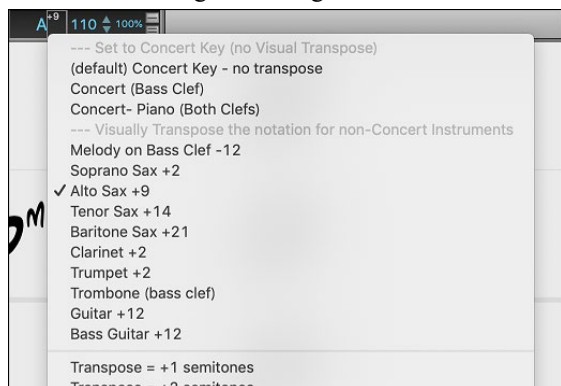 A +9 110 100%
--- Set to Concert Key (no Visual Transpose)
(default) Concert Key - no transpose
Concert (Bass Clef)
Concert- Piano (Both Clefs)
--- Visually Transpose the notation for non-Concert Instruments
Melody on Bass Clef -12
Soprano Sax +2
✓ Alto Sax +9
Tenor Sax +14
Baritone Sax +21
Clarinet +2
Trumpet +2
Trombone (bass clef)
Guitar +12
Bass Guitar +12
Transpose = +1 semitones